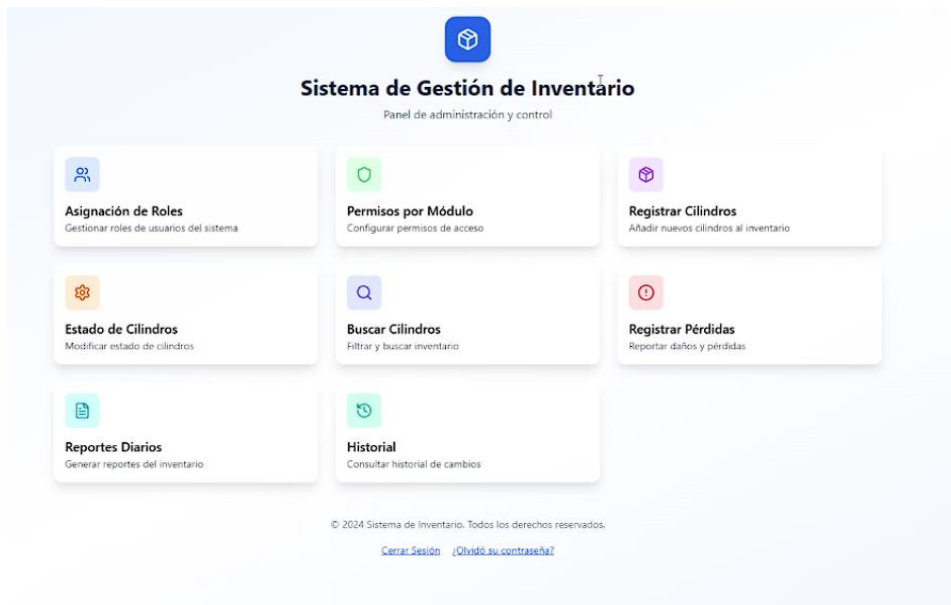 Sistema de Gestión de Inventario
Panel de administración y control
Asignación de Roles
Gestionar roles de usuarios del sistema
Permisos por Módulo
Configurar permisos de acceso
Registrar Cilindros
Añadir nuevos cilindros al inventario
Estado de Cilindros
Modificar estado de cilindros
Buscar Cilindros
Filtrar y buscar inventario
Registrar Pérdidas
Reportar daños y pérdidas
Reportes Diarios
Generar reportes del inventario
Historial
Consultar historial de cambios
© 2024 Sistema de Inventario. Todos los derechos reservados.
Cerrar Sesión ¿Olvidó su contraseña?